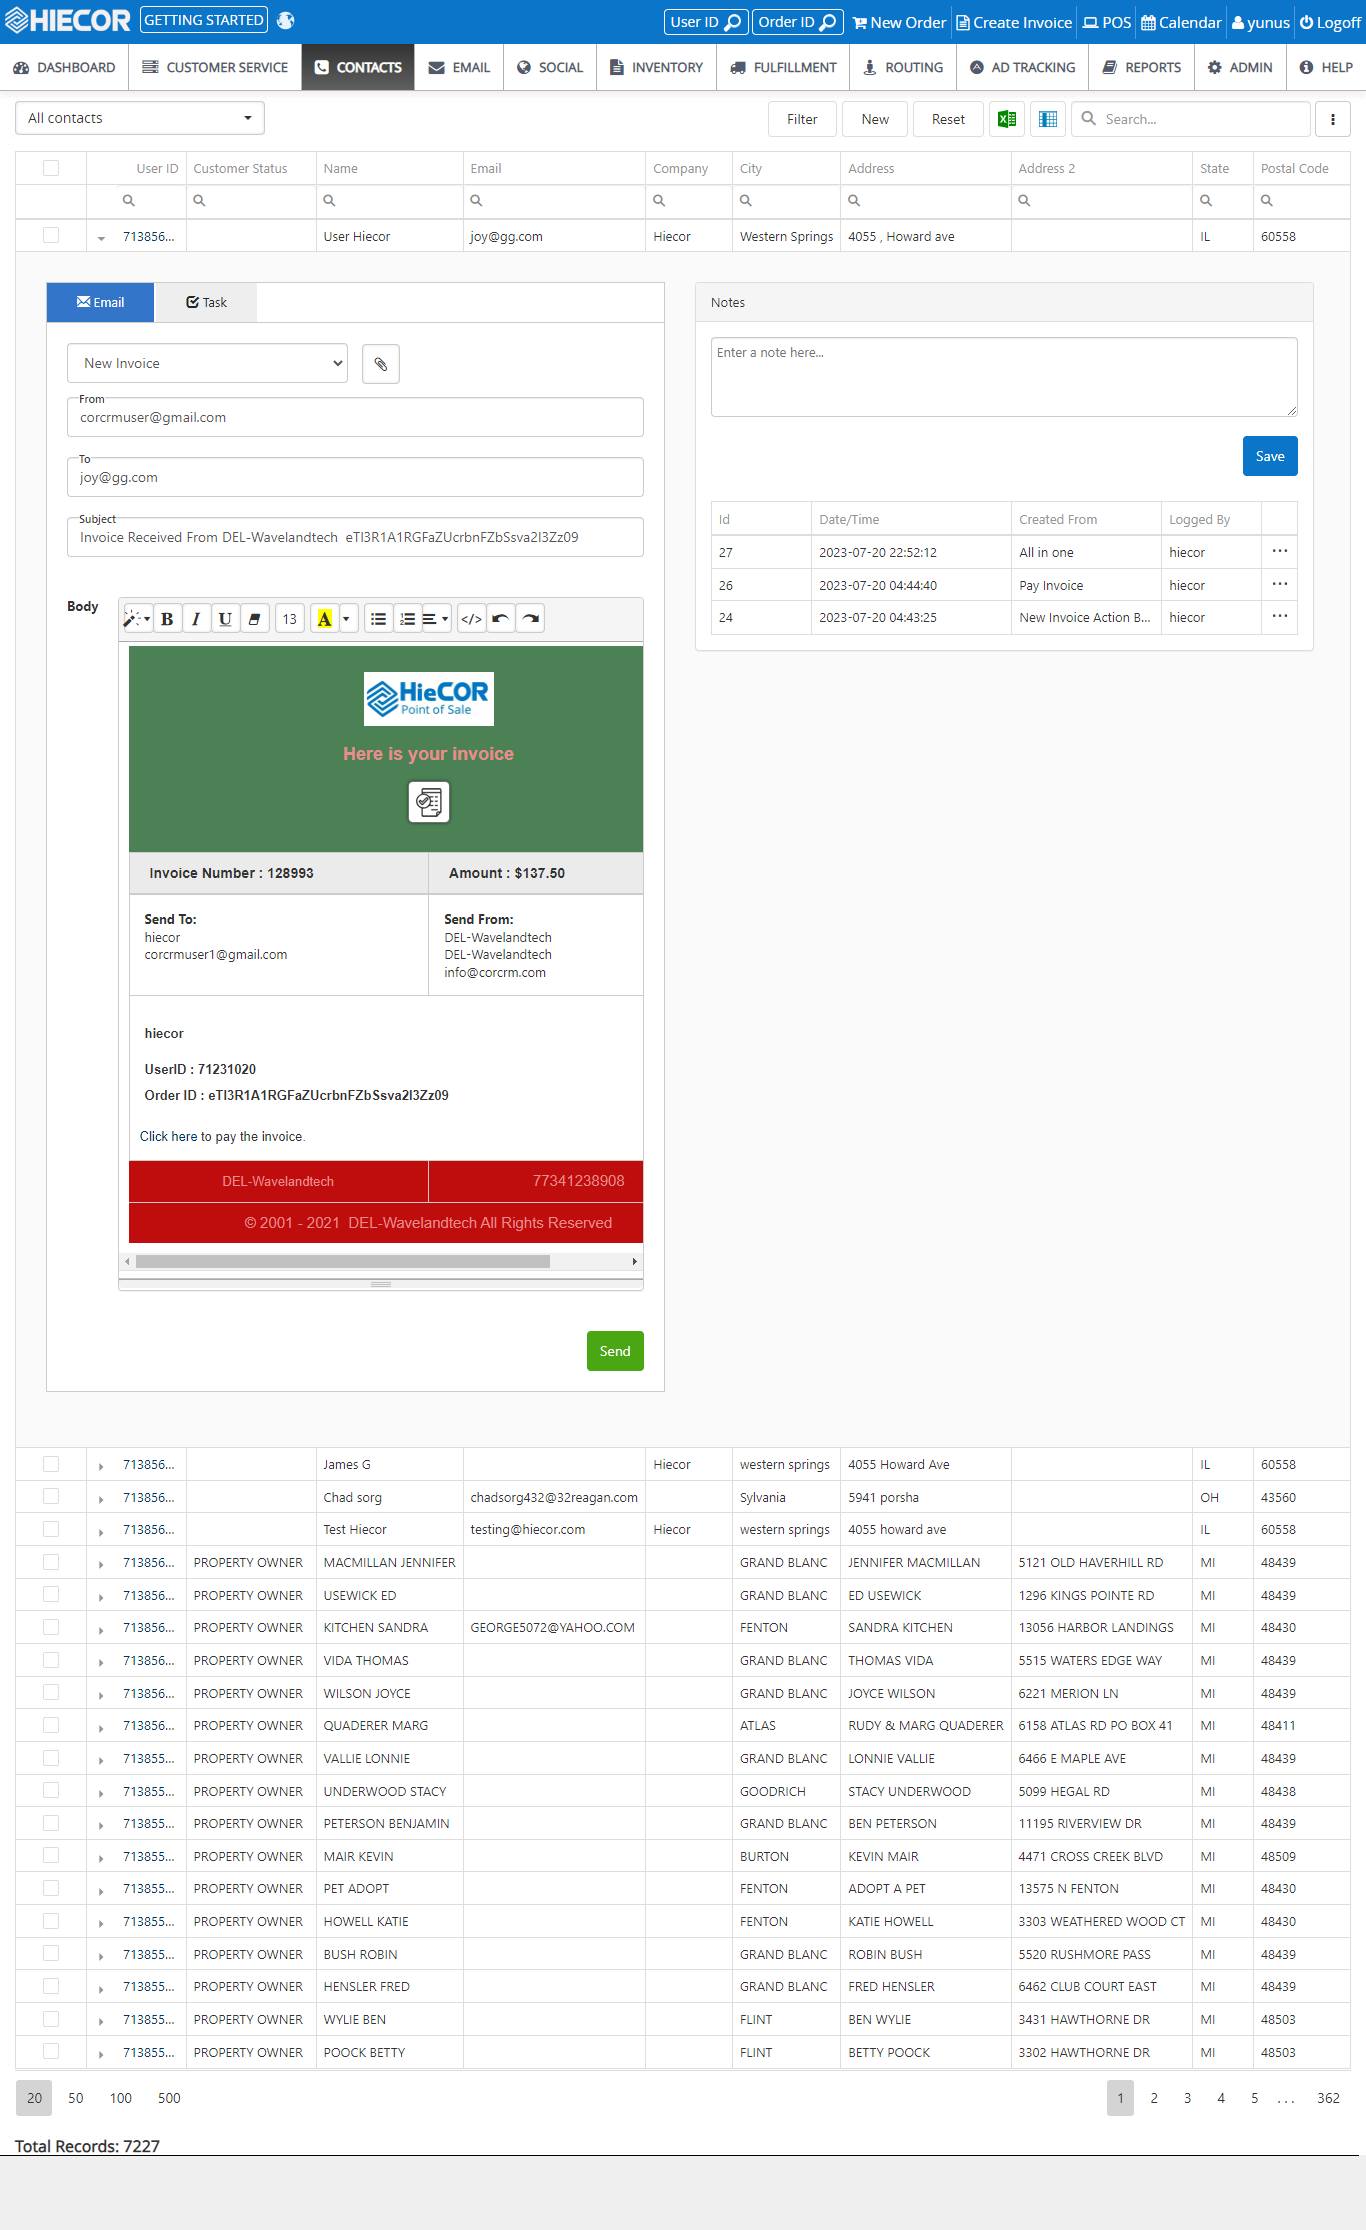 HIECOR GETTING STARTED User ID Order ID New Order Create Invoice POS Calendar yunus Logoff
DASHBOARD CUSTOMER SERVICE CONTACTS EMAIL SOCIAL INVENTORY FULFILLMENT ROUTING AD TRACKING REPORTS ADMIN HELP
All contacts Filter New Reset Search...
User ID Customer Status Name Email Company City Address Address 2 State Postal Code
713856... User Hiecor joy@gg.com Hiecor Western Springs 4055 , Howard ave IL 60558
Email Task
New Invoice
From
corcrmuser@gmail.com
To
joy@gg.com
Subject
Invoice Received From DEL-Wavelandtech eTI3R1A1RGFaZUcrbnFZbSsva2I3Zz09
Body
B I U 13 A </>
HieCOR
Point of Sale
Here is your invoice
Invoice Number : 128993 Amount : $137.50
Send To:
hiecor
corcrmuser1@gmail.com
Send From:
DEL-Wavelandtech
DEL-Wavelandtech
info@corcrm.com
hiecor
UserID : 71231020
Order ID : eTI3R1A1RGFaZUcrbnFZbSsva2I3Zz09
Click here to pay the invoice.
DEL-Wavelandtech 77341238908
© 2001 - 2021 DEL-Wavelandtech All Rights Reserved
Send
Notes
Enter a note here...
Save
Id Date/Time Created From Logged By
27 2023-07-20 22:52:12 All in one hiecor ...
26 2023-07-20 04:44:40 Pay Invoice hiecor ...
24 2023-07-20 04:43:25 New Invoice Action B... hiecor ...
713856... James G Hiecor western springs 4055 Howard Ave IL 60558
713856... Chad sorg chadsorg432@32reagan.com Sylvania 5941 porsha OH 43560
713856... Test Hiecor testing@hiecor.com Hiecor western springs 4055 howard ave IL 60558
713856... PROPERTY OWNER MACMILLAN JENNIFER GRAND BLANC JENNIFER MACMILLAN 5121 OLD HAVERHILL RD MI 48439
713856... PROPERTY OWNER USEWICK ED GRAND BLANC ED USEWICK 1296 KINGS POINTE RD MI 48439
713856... PROPERTY OWNER KITCHEN SANDRA GEORGE5072@YAHOO.COM FENTON SANDRA KITCHEN 13056 HARBOR LANDINGS MI 48430
713856... PROPERTY OWNER VIDA THOMAS GRAND BLANC THOMAS VIDA 5515 WATERS EDGE WAY MI 48439
713856... PROPERTY OWNER WILSON JOYCE GRAND BLANC JOYCE WILSON 6221 MERION LN MI 48439
713856... PROPERTY OWNER QUADERER MARG ATLAS RUDY & MARG QUADERER 6158 ATLAS RD PO BOX 41 MI 48411
713855... PROPERTY OWNER VALLIE LONNIE GRAND BLANC LONNIE VALLIE 6466 E MAPLE AVE MI 48439
713855... PROPERTY OWNER UNDERWOOD STACY GOODRICH STACY UNDERWOOD 5099 HEGAL RD MI 48438
713855... PROPERTY OWNER PETERSON BENJAMIN GRAND BLANC BEN PETERSON 11195 RIVERVIEW DR MI 48439
713855... PROPERTY OWNER MAIR KEVIN BURTON KEVIN MAIR 4471 CROSS CREEK BLVD MI 48509
713855... PROPERTY OWNER PET ADOPT FENTON ADOPT A PET 13575 N FENTON MI 48430
713855... PROPERTY OWNER HOWELL KATIE FENTON KATIE HOWELL 3303 WEATHERED WOOD CT MI 48430
713855... PROPERTY OWNER BUSH ROBIN GRAND BLANC ROBIN BUSH 5520 RUSHMORE PASS MI 48439
713855... PROPERTY OWNER HENSLER FRED GRAND BLANC FRED HENSLER 6462 CLUB COURT EAST MI 48439
713855... PROPERTY OWNER WYLIE BEN FLINT BEN WYLIE 3431 HAWTHORNE DR MI 48503
713855... PROPERTY OWNER POOCK BETTY FLINT BETTY POOCK 3302 HAWTHORNE DR MI 48503
20 50 100 500 1 2 3 4 5 ... 362
Total Records: 7227